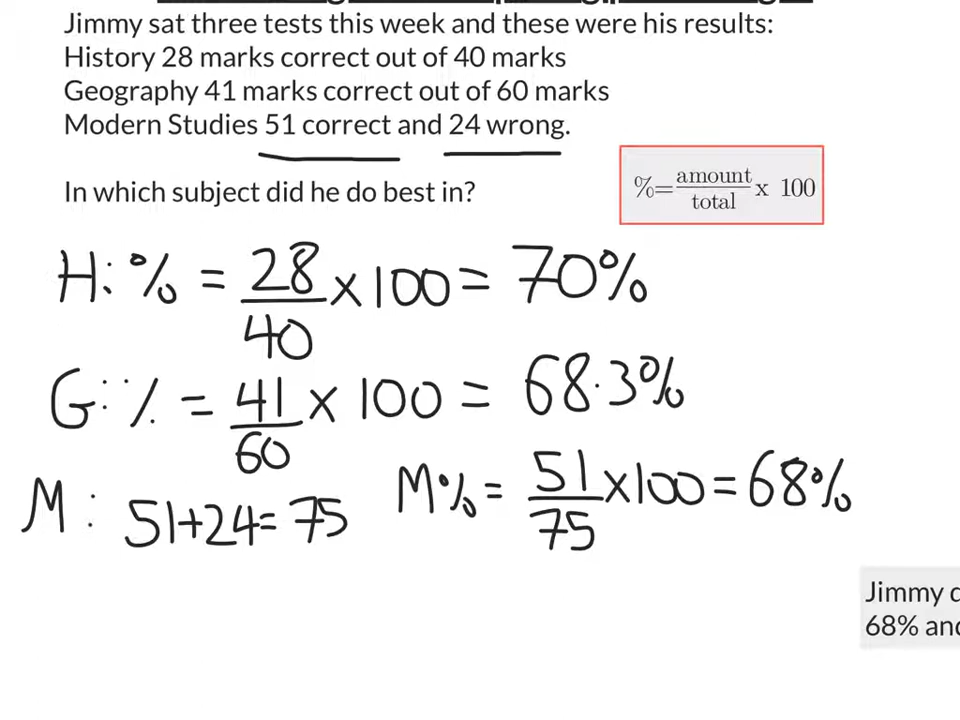 Jimmy sat three tests this week and these were his results:
History 28 marks correct out of 40 marks
Geography 41 marks correct out of 60 marks
Modern Studies 51 correct and 24 wrong.
In which subject did he do best in?
%=amount/total x 100
H: % = 28/40 x 100 = 70%
G: % = 41/60 x 100 = 68.3%
M: 51+24=75
M% = 51/75 x100=68%
Jimmy
68%